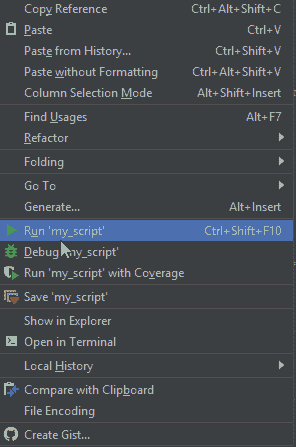 Copy Reference Ctrl+Alt+Shift+C
Paste Ctrl+V
Paste from History... Ctrl+Shift+V
Paste without Formatting Ctrl+Alt+Shift+V
Column Selection Mode Alt+Shift+Insert
Find Usages Alt+F7
Refactor
Folding
Go To
Generate... Alt+Insert
Run 'my_script' Ctrl+Shift+F10
Debug 'my_script'
Run 'my_script' with Coverage
Save 'my_script'
Show in Explorer
Open in Terminal
Local History
Compare with Clipboard
File Encoding
Create Gist...